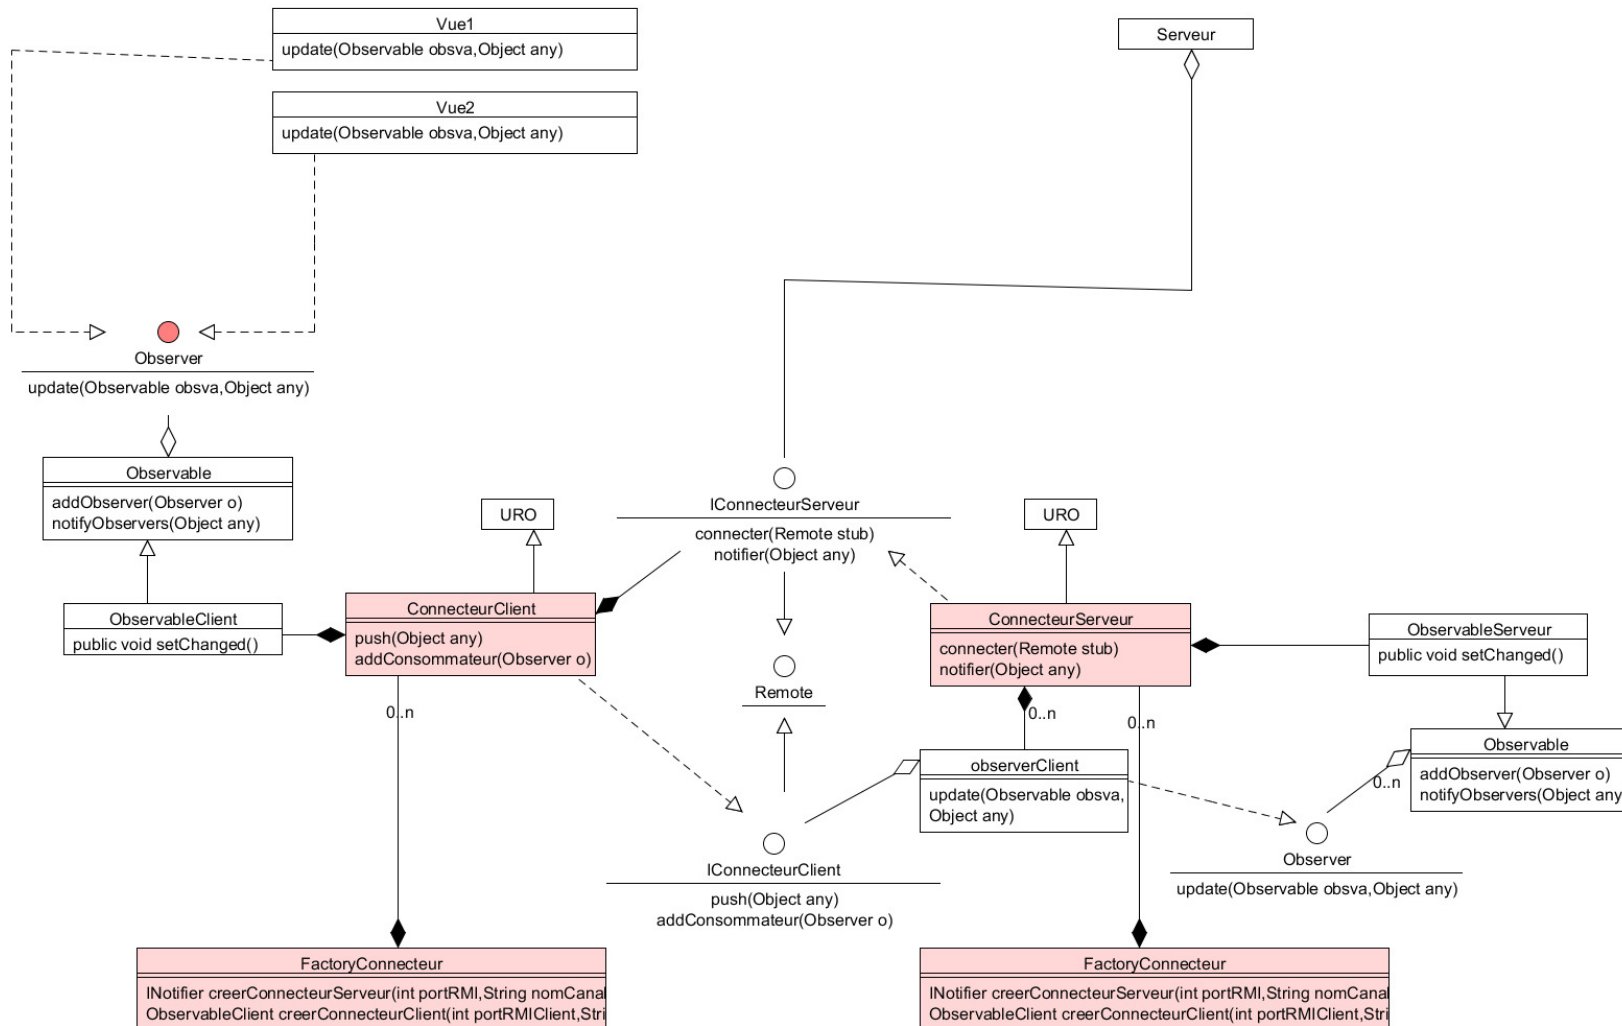 Vue1
update(Observable obsva,Object any)
Serveur
Vue2
update(Observable obsva,Object any)
Observer
update(Observable obsva,Object any)
Observable
addObserver(Observer o)
notifyObservers(Object any)
URO
IConnecteurServeur
connecter(Remote stub)
notifier(Object any)
URO
ObservableClient
public void setChanged()
ConnecteurClient
push(Object any)
addConsommateur(Observer o)
ConnecteurServeur
connecter(Remote stub)
notifier(Object any)
ObservableServeur
public void setChanged()
Remote
0..n
0..n
0..n
observerClient
update(Observable obsva,
Object any)
Observable
addObserver(Observer o)
notifyObservers(Object any
0..n
IConnecteurClient
push(Object any)
addConsommateur(Observer o)
Observer
update(Observable obsva,Object any)
FactoryConnecteur
INotifier creerConnecteurServeur(int portRMI,String nomCanal
ObservableClient creerConnecteurClient(int portRMIClient,Stri
FactoryConnecteur
INotifier creerConnecteurServeur(int portRMI,String nomCanal
ObservableClient creerConnecteurClient(int portRMIClient,Stri